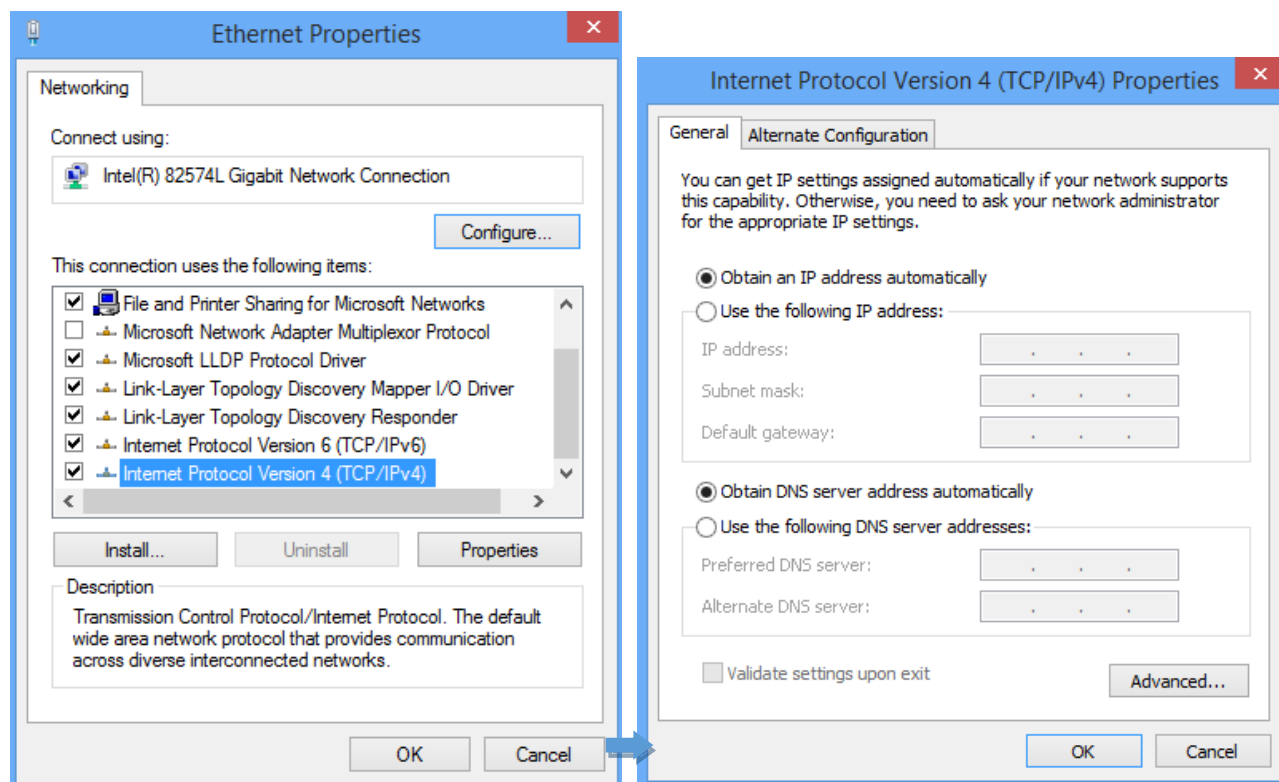 Ethernet Properties
Networking
Connect using:
Intel(R) 82574L Gigabit Network Connection
Configure...
This connection uses the following items:
File and Printer Sharing for Microsoft Networks
Microsoft Network Adapter Multiplexor Protocol
Microsoft LLDP Protocol Driver
Link-Layer Topology Discovery Mapper I/O Driver
Link-Layer Topology Discovery Responder
Internet Protocol Version 6 (TCP/IPv6)
Internet Protocol Version 4 (TCP/IPv4)
Install...
Uninstall
Properties
Description
Transmission Control Protocol/Internet Protocol. The default
wide area network protocol that provides communication
across diverse interconnected networks.
OK
Cancel
Internet Protocol Version 4 (TCP/IPv4) Properties
General
Alternate Configuration
You can get IP settings assigned automatically if your network supports
this capability. Otherwise, you need to ask your network administrator
for the appropriate IP settings.
Obtain an IP address automatically
Use the following IP address:
IP address:
. . .
Subnet mask:
. . .
Default gateway:
. . .
Obtain DNS server address automatically
Use the following DNS server addresses:
Preferred DNS server:
. . .
Alternate DNS server:
. . .
Validate settings upon exit
Advanced...
OK
Cancel